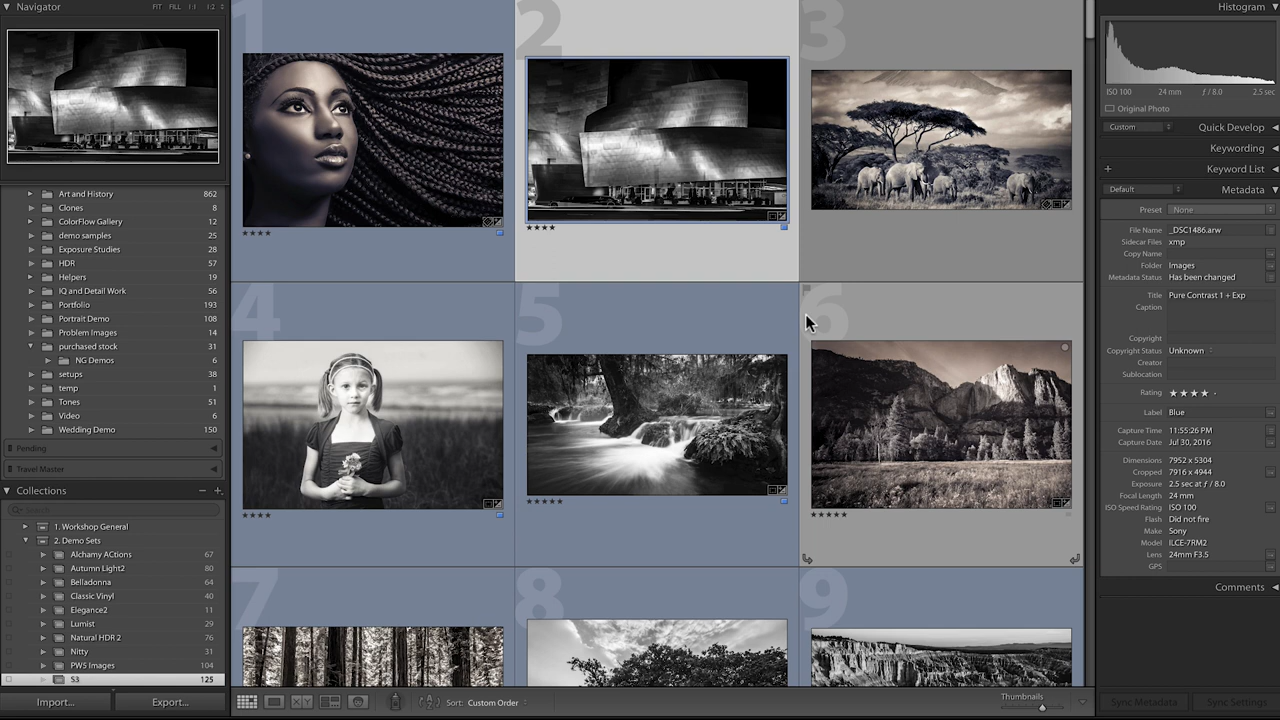 Navigator FIT FILL 1:1 1:2
Art and History 862
Clones 8
ColorFlow Gallery 12
demo samples 25
Exposure Studies 28
HDR 57
Helpers 19
IQ and Detail Work 56
Portfolio 193
Portrait Demo 108
Problem Images 14
purchased stock 31
NG Demos 6
setups 38
temp 1
Tones 51
Video 6
Wedding Demo 150
Pending
Travel Master
Collections
Search
1. Workshop General
2. Demo Sets
Alchamy ACtions 67
Autumn Light2 80
Belladonna 64
Classic Vinyl 40
Elegance2 11
Lumist 29
Natural HDR 2 76
Nitty 31
PW5 Images 104
S3 125
Import... Export...
1 2 3
4 5 6
7 8 9
Sort: Custom Order
Thumbnails
Histogram
ISO 100 24 mm ƒ / 8.0 2.5 sec
Original Photo
Custom Quick Develop
Keywording
Keyword List
Default Metadata
Preset None
File Name _DSC1486.arw
Sidecar Files xmp
Copy Name
Folder Images
Metadata Status Has been changed
Title Pure Contrast 1 + Exp
Caption
Copyright
Copyright Status Unknown
Creator
Sublocation
Rating ★ ★ ★ ★ ·
Label Blue
Capture Time 11:55:26 PM
Capture Date Jul 30, 2016
Dimensions 7952 x 5304
Cropped 7916 x 4944
Exposure 2.5 sec at ƒ / 8.0
Focal Length 24 mm
ISO Speed Rating ISO 100
Flash Did not fire
Make Sony
Model ILCE-7RM2
Lens 24mm F3.5
GPS
Comments
Sync Metadata Sync Settings